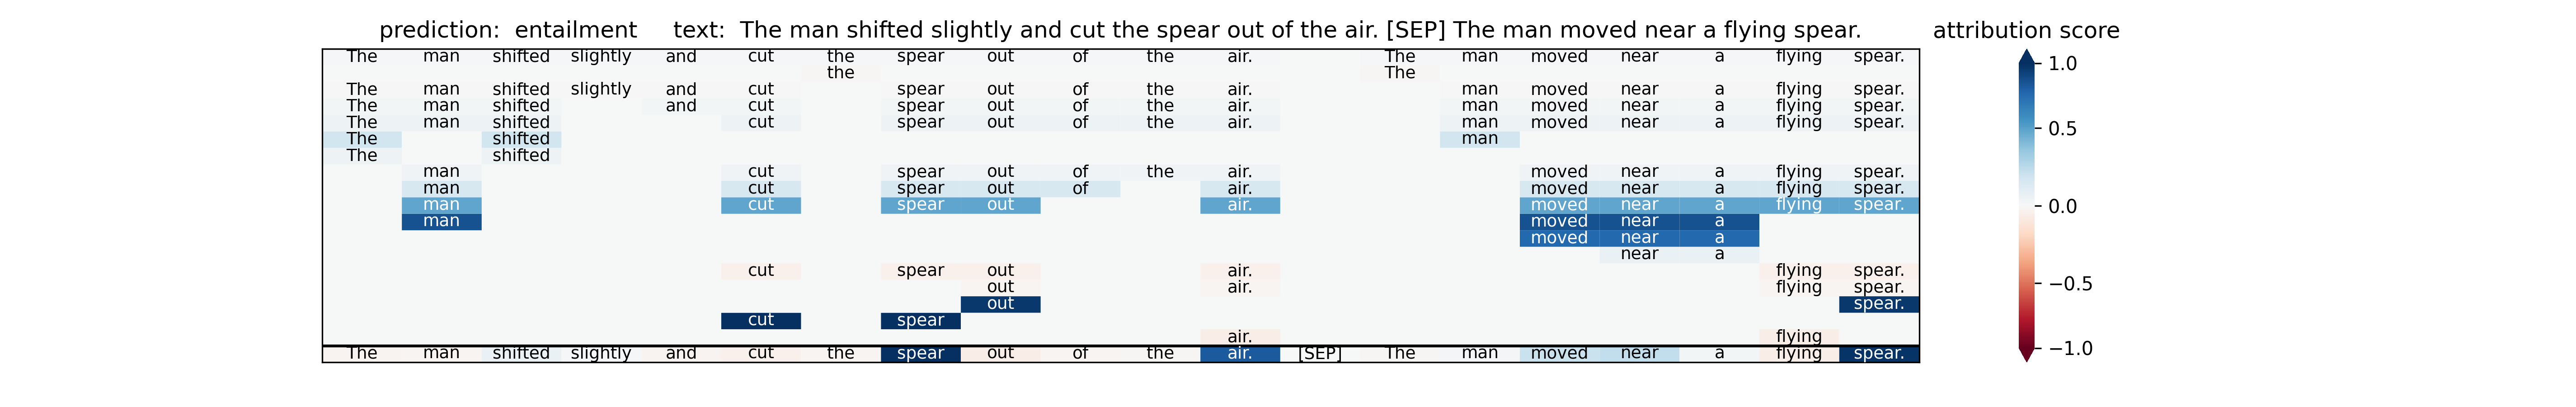 prediction: entailment text: The man shifted slightly and cut the spear out of the air. [SEP] The man moved near a flying spear. attribution score
The man shifted slightly and cut the spear out of the air. The man moved near a flying spear.
the The
The man shifted slightly and cut spear out of the air. man moved near a flying spear.
The man shifted and cut spear out of the air. man moved near a flying spear.
The man shifted cut spear out of the air. man moved near a flying spear.
The shifted man
The shifted
man cut spear out of the air. moved near a flying spear.
man cut spear out of air. moved near a flying spear.
man cut spear out air. moved near a flying spear.
man moved near a
moved near a
near a
cut spear out air. flying spear.
out air. flying spear.
out spear.
cut spear
air. flying
The man shifted slightly and cut the spear out of the air. [SEP] The man moved near a flying spear.
1.0
0.5
0.0
−0.5
−1.0